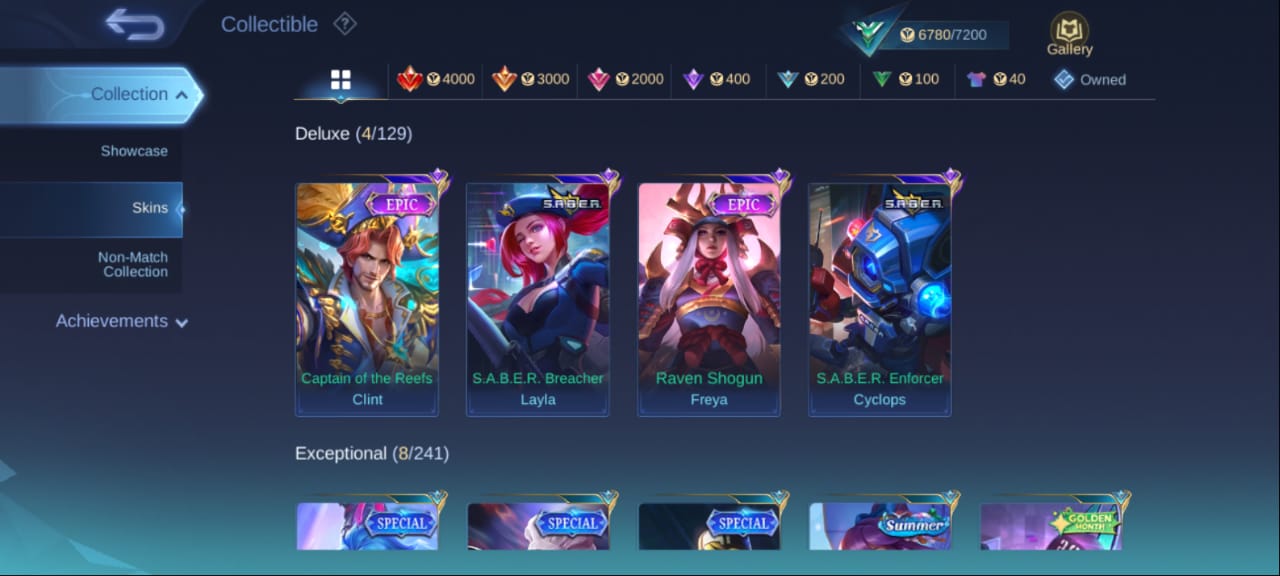 Collectible ?
6780/7200
Gallery
Collection
Showcase
Skins
Non-Match
Collection
Achievements
4000
3000
2000
400
200
100
40
Owned
Deluxe (4/129)
EPIC
Captain of the Reefs
Clint
S.A.B.E.R.
S.A.B.E.R. Breacher
Layla
EPIC
Raven Shogun
Freya
S.A.B.E.R.
S.A.B.E.R. Enforcer
Cyclops
Exceptional (8/241)
SPECIAL
SPECIAL
SPECIAL
Summer
GOLDEN
MONTH